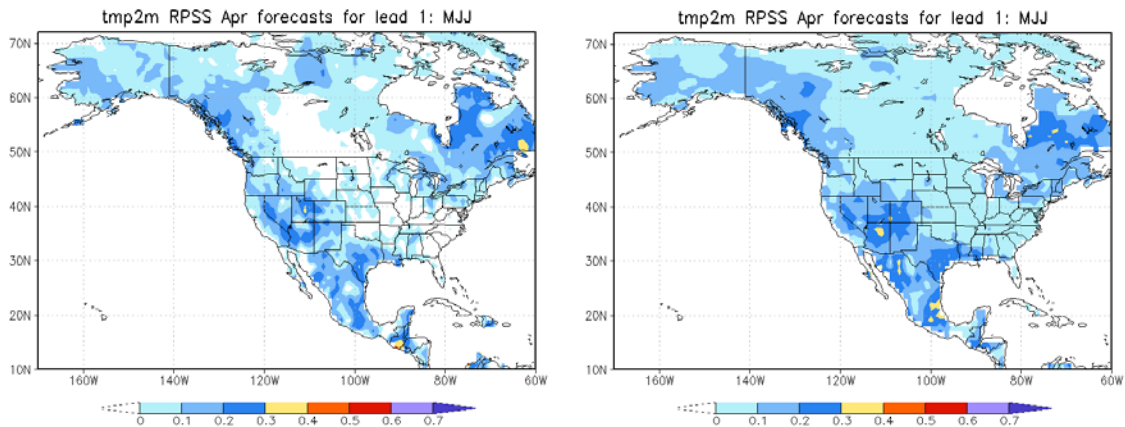 tmp2m RPSS Apr forecasts for lead 1: MJJ
70N
60N
50N
40N
30N
20N
10N
160W 140W 120W 100W 80W 60W
0 0.1 0.2 0.3 0.4 0.5 0.6 0.7
tmp2m RPSS Apr forecasts for lead 1: MJJ
70N
60N
50N
40N
30N
20N
10N
160W 140W 120W 100W 80W 60W
0 0.1 0.2 0.3 0.4 0.5 0.6 0.7